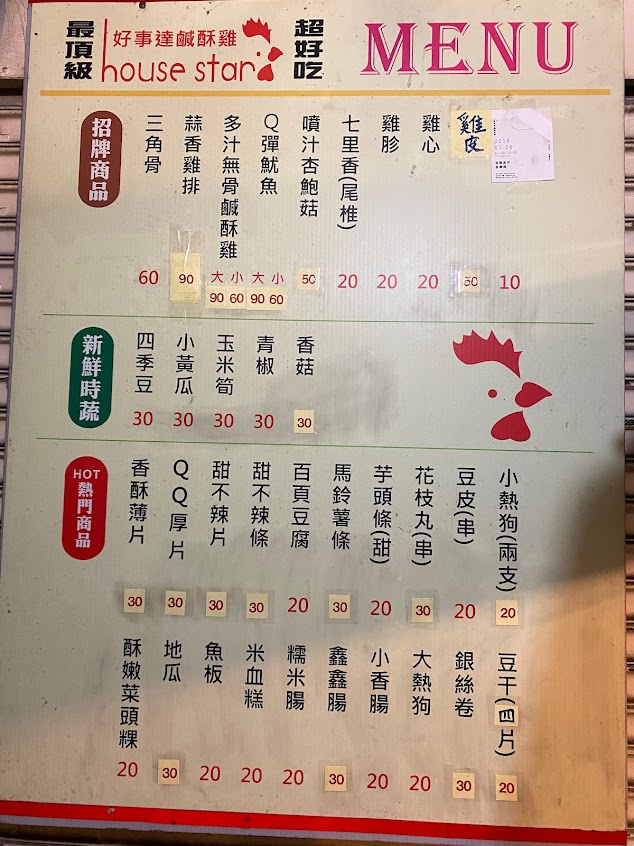 最頂級
好事達鹹酥雞
house star
超好吃
MENU
招牌商品
三角骨 60
蒜香雞排 90
多汁無骨鹹酥雞 大90 小60
Q彈魷魚 大90 小60
噴汁杏鮑菇 50
七里香(尾椎) 20
雞胗 20
雞心 20
雞皮 50
10
新鮮時蔬
四季豆 30
小黃瓜 30
玉米筍 30
青椒 30
香菇 30
HOT
熱門商品
香酥薄片 30
QQ厚片 30
甜不辣片 30
甜不辣條 30
百頁豆腐 20
馬鈴薯條 30
芋頭條(甜) 20
花枝丸(串) 30
豆皮(串) 20
小熱狗(兩支) 20
酥嫩菜頭粿 20
地瓜 30
魚板 20
米血糕 20
糯米腸 20
鑫鑫腸 30
小香腸 20
大熱狗 20
銀絲卷 30
豆干(四片) 20